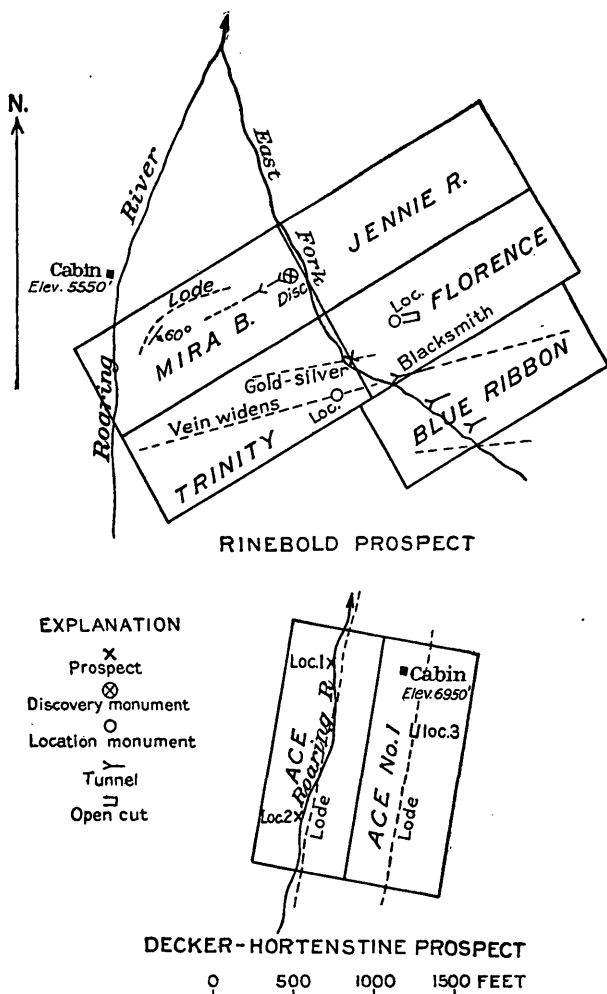 N.
River
East
Fork
JENNIE R.
Cabin
Elev. 5550'
Lode
Disc.
Loc.
FLORENCE
60°
MIRA B.
Blacksmith
Roaring
Gold-silver
Vein widens
Loc.
BLUE RIBBON
TRINITY
RINEBOLD PROSPECT
EXPLANATION
Prospect
Discovery monument
Location monument
Tunnel
Open cut
Loc.1
Cabin
Elev. 6950'
ACE
Roaring R.
loc.3
ACE No.1
Loc.2
Lode
Lode
DECKER-HORTENSTINE PROSPECT
0 500 1000 1500 FEET